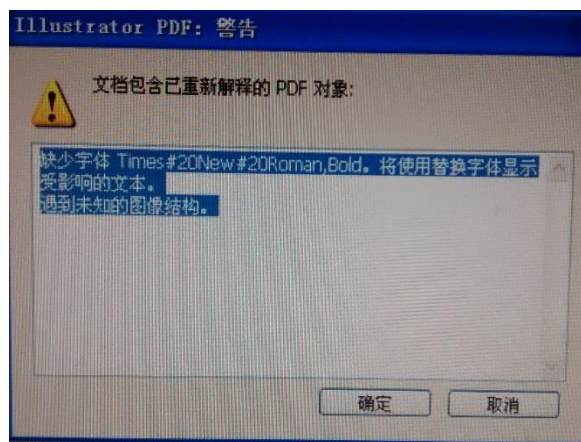 Illustrator PDF: 警告
文档包含已重新解释的 PDF 对象:
缺少字体 Times#20New#20Roman,Bold。将使用替换字体显示
受影响的文本。
遇到未知的图像结构。
确定
取消